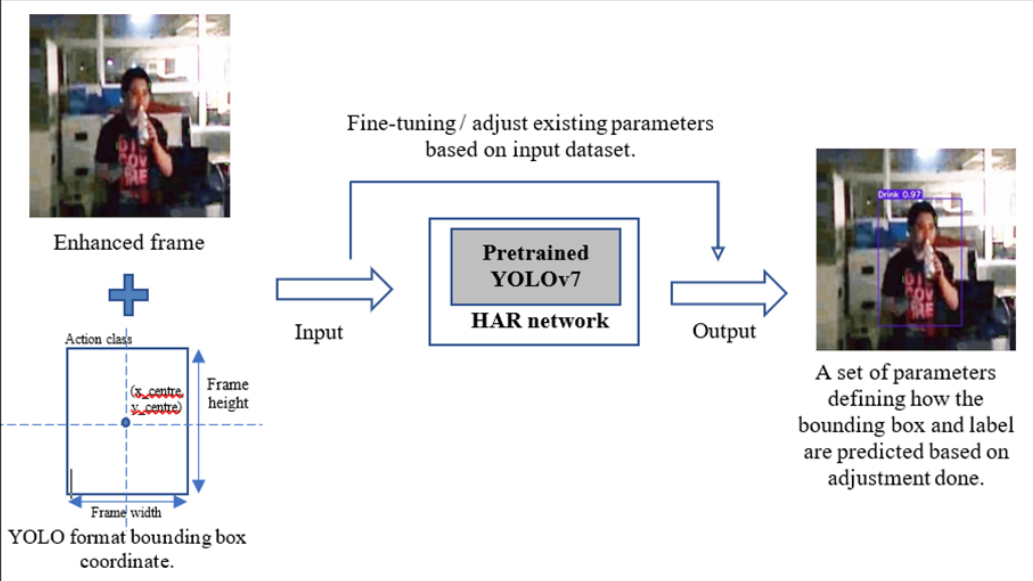 Enhanced frame
Action class
(x_centre,
y_centre)
Frame
height
Frame width
YOLO format bounding box
coordinate.
Input
Fine-tuning / adjust existing parameters
based on input dataset.
Pretrained
YOLOv7
HAR network
Output
Drink 0.97
A set of parameters
defining how the
bounding box and label
are predicted based on
adjustment done.